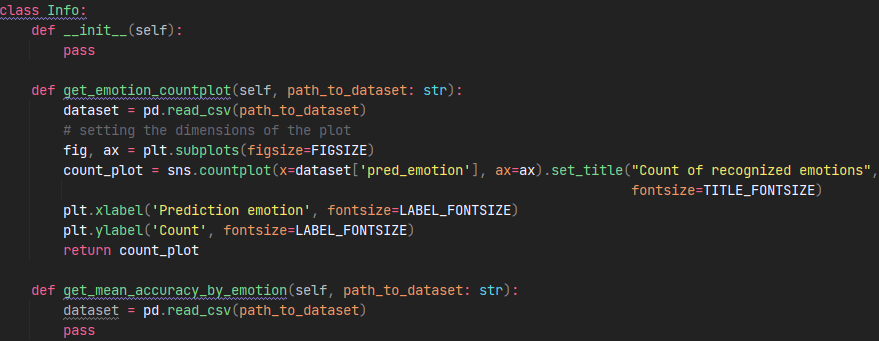 class Info:
    def __init__(self):
        pass

    def get_emotion_countplot(self, path_to_dataset: str):
        dataset = pd.read_csv(path_to_dataset)
        # setting the dimensions of the plot
        fig, ax = plt.subplots(figsize=FIGSIZE)
        count_plot = sns.countplot(x=dataset['pred_emotion'], ax=ax).set_title("Count of recognized emotions",
                                                                               fontsize=TITLE_FONTSIZE)
        plt.xlabel('Prediction emotion', fontsize=LABEL_FONTSIZE)
        plt.ylabel('Count', fontsize=LABEL_FONTSIZE)
        return count_plot

    def get_mean_accuracy_by_emotion(self, path_to_dataset: str):
        dataset = pd.read_csv(path_to_dataset)
        pass